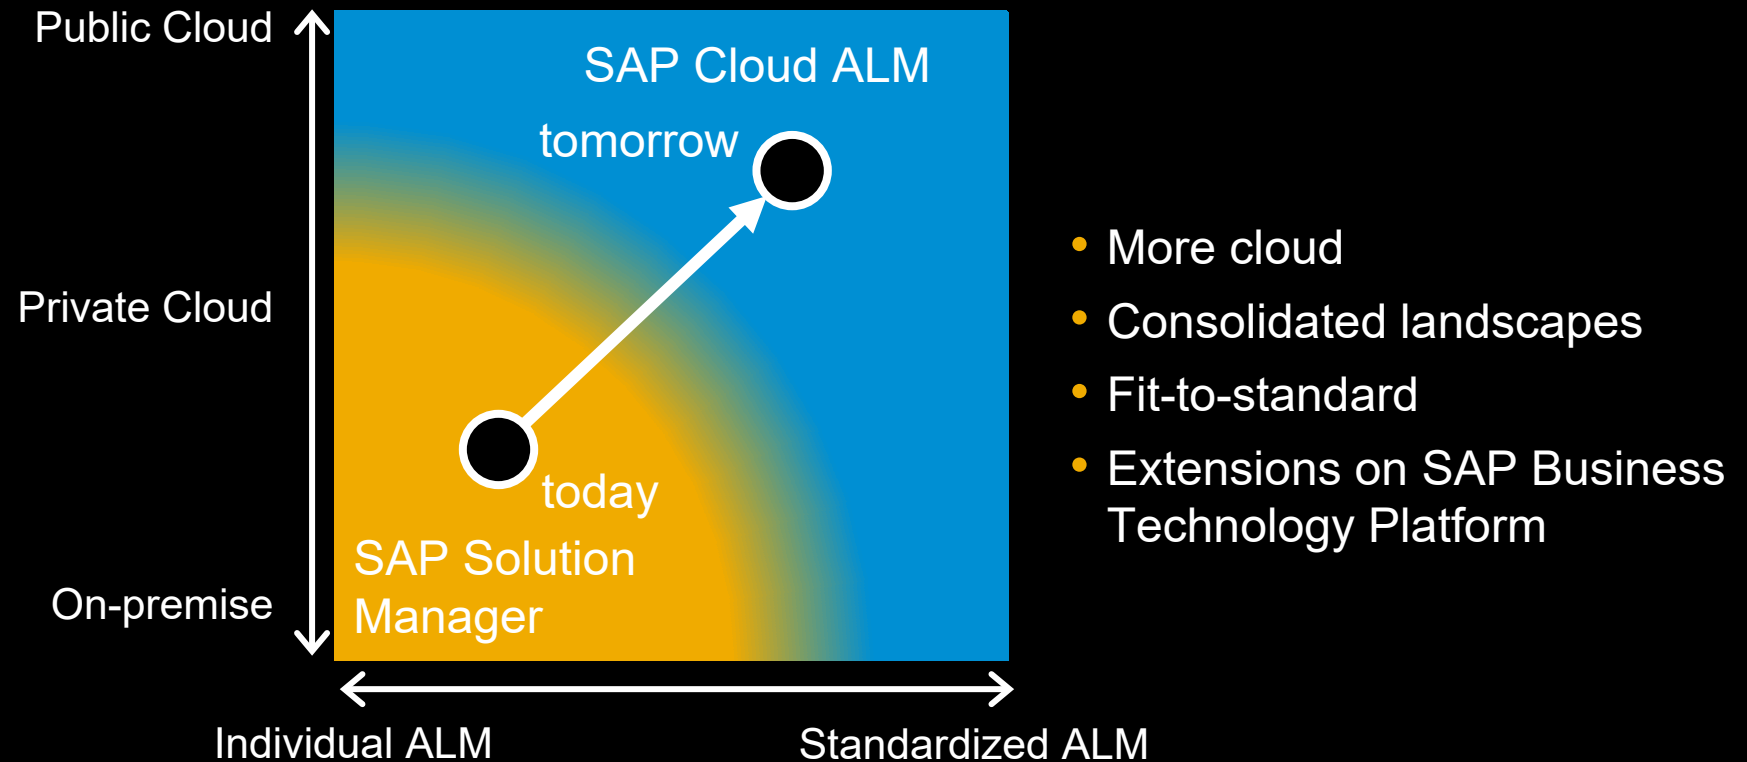 Public Cloud
SAP Cloud ALM
tomorrow
Private Cloud
today
SAP Solution
Manager
On-premise
Individual ALM
Standardized ALM
• More cloud
• Consolidated landscapes
• Fit-to-standard
• Extensions on SAP Business
Technology Platform